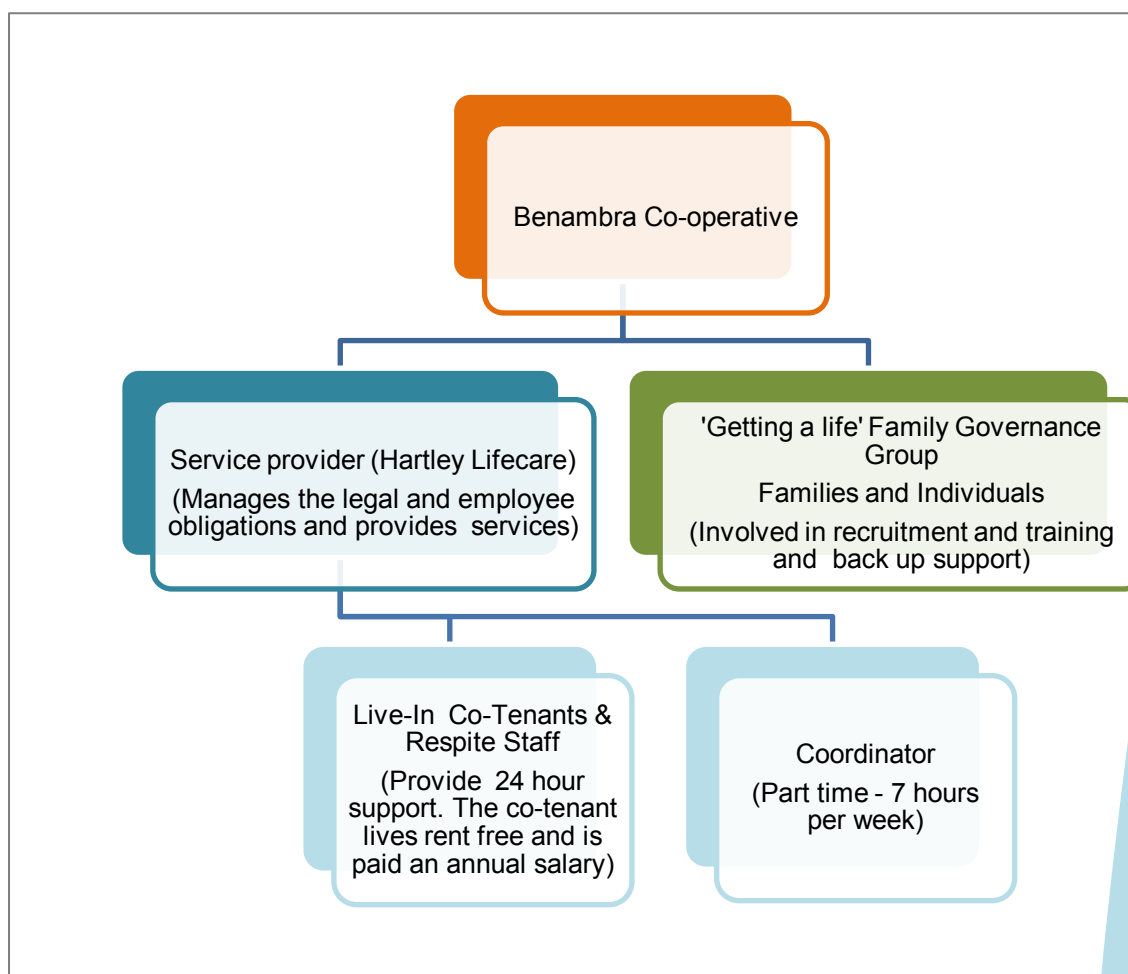 Benambra Co-operative
Service provider (Hartley Lifecare)
(Manages the legal and employee
obligations and provides services)
'Getting a life' Family Governance
Group
Families and Individuals
(Involved in recruitment and training
and back up support)
Live-In Co-Tenants &
Respite Staff
(Provide 24 hour
support. The co-tenant
lives rent free and is
paid an annual salary)
Coordinator
(Part time - 7 hours
per week)